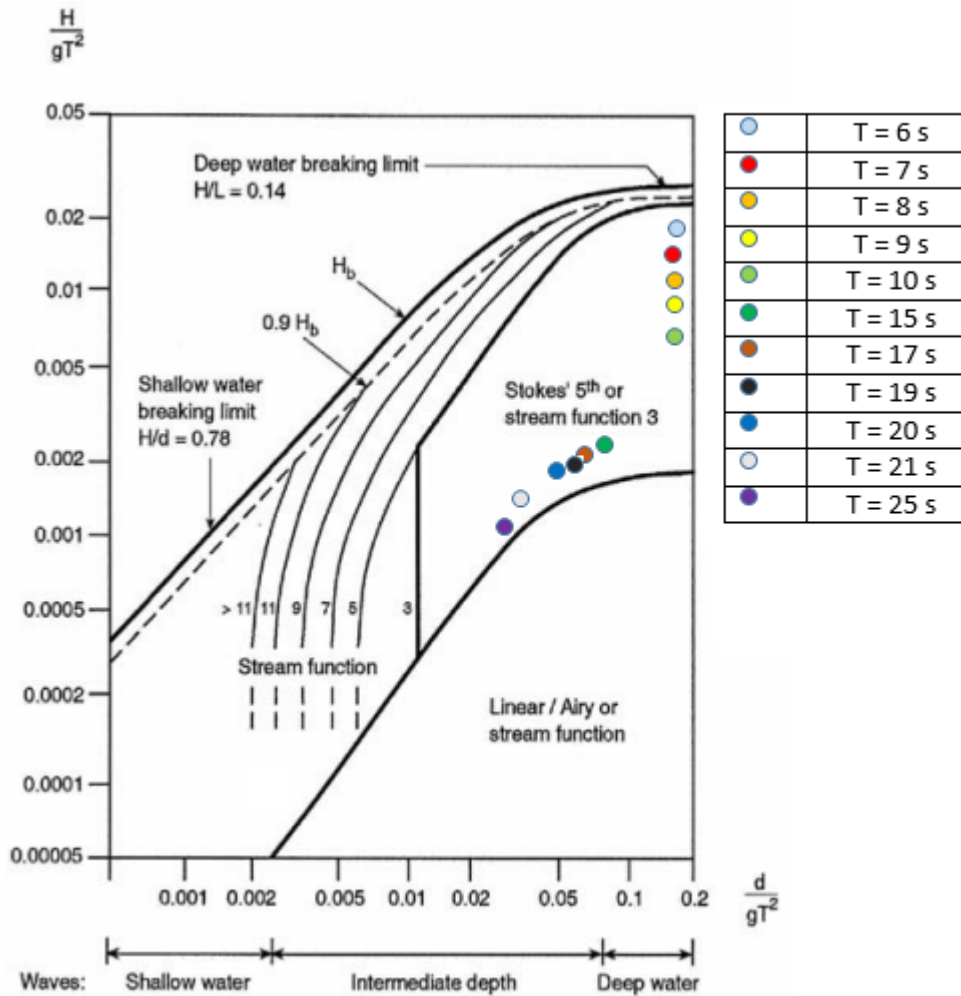 H
gT²
0.05
Deep water breaking limit
H/L = 0.14
0.02
H_b
0.01
0.9 H_b
0.005
Shallow water
breaking limit
H/d = 0.78
Stokes' 5th or
stream function 3
0.002
0.001
> 11 11 9 7 5 3
0.0005
Stream function
0.0002
Linear / Airy or
stream function
0.0001
0.00005
0.001 0.002 0.005 0.01 0.02 0.05 0.1 0.2
d
gT²
Waves: Shallow water Intermediate depth Deep water
T = 6 s
T = 7 s
T = 8 s
T = 9 s
T = 10 s
T = 15 s
T = 17 s
T = 19 s
T = 20 s
T = 21 s
T = 25 s